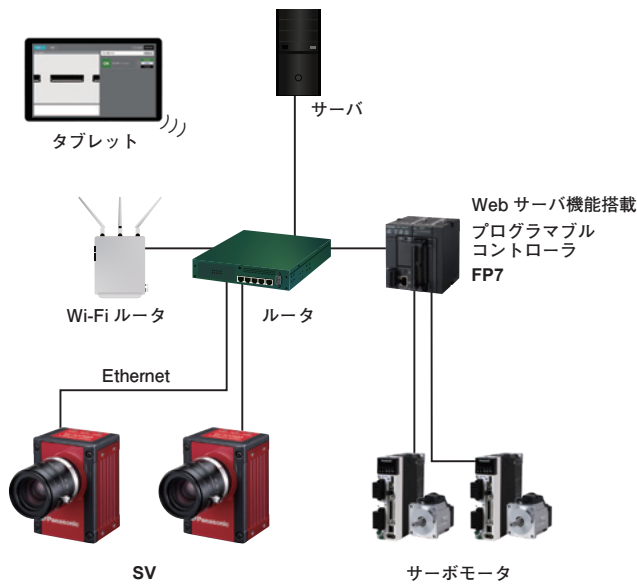 タブレット
サーバ
Web サーバ機能搭載
プログラマブル
コントローラ
FP7
Wi-Fi ルータ
ルータ
Ethernet
Panasonic
Panasonic
SV
サーボモータ